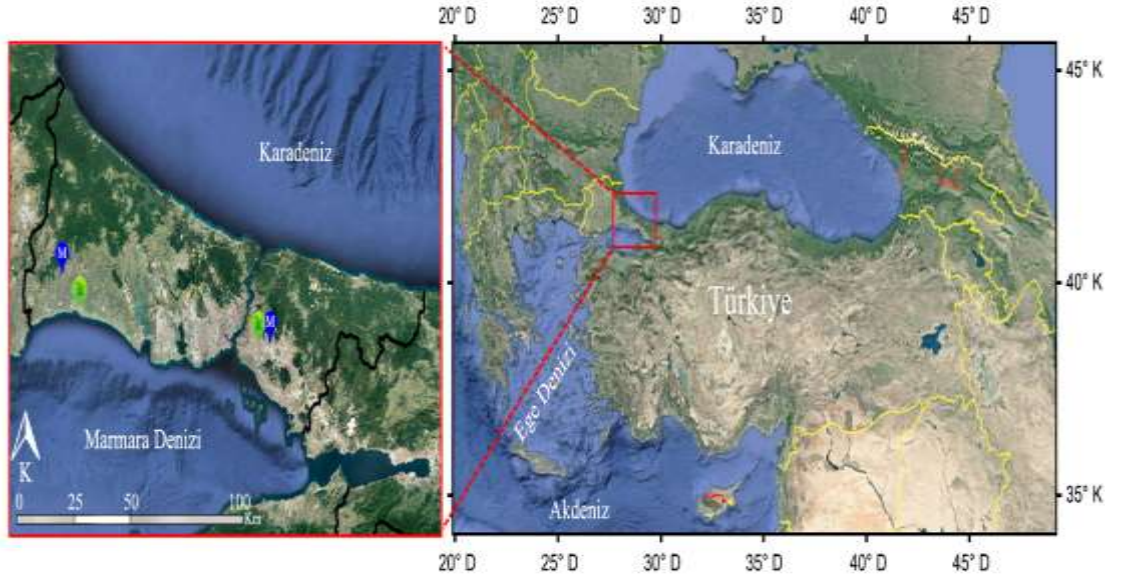 20° D 25° D 30° D 35° D 40° D 45° D
45° K
Karadeniz
Karadeniz
M
40° K
Türkiye
M
Ege Denizi
Marmara Denizi
K
0 25 50 100
Km
35° K
Akdeniz
20° D 25° D 30° D 35° D 40° D 45° D